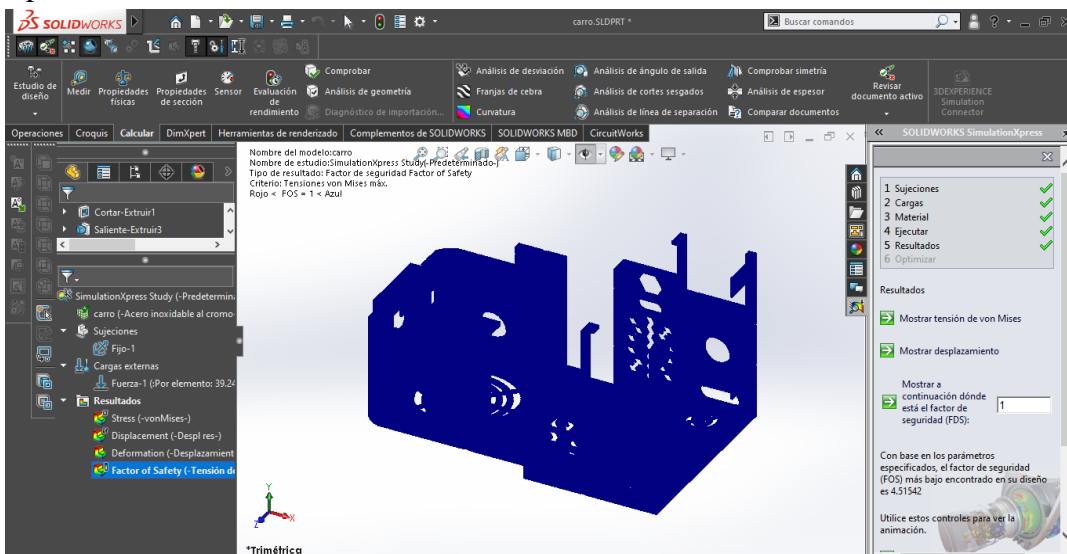 SOLIDWORKS
carro.SLDPRT *
Buscar comandos
Estudio de diseño
Medir
Propiedades físicas
Propiedades de sección
Sensor
Evaluación de rendimiento
Comprobar
Análisis de geometría
Diagnóstico de importación...
Análisis de desviación
Franjas de cebra
Curvatura
Análisis de ángulo de salida
Análisis de cortes sesgados
Análisis de línea de separación
Comprobar simetría
Análisis de espesor
Comparar documentos
Revisar documento activo
3DEXPERIENCE Simulation Connector
Operaciones
Croquis
Calcular
DimXpert
Herramientas de renderizado
Complementos de SOLIDWORKS
SOLIDWORKS MBD
CircuitWorks
SOLIDWORKS SimulationXpress
Nombre del modelo:carro
Nombre de estudio:SimulationXpress Study(-Predeterminado-)
Tipo de resultado: Factor de seguridad Factor of Safety
Criterio: Tensiones von Mises máx.
Rojo < FOS = 1 < Azul
Cortar-Extruir1
Saliente-Extruir3
SimulationXpress Study (-Predetermin
carro (-Acero inoxidable al cromo
Sujeciones
Fijo-1
Cargas externas
Fuerza-1 (:Por elemento: 39.24
Resultados
Stress (-vonMises-)
Displacement (-Despl res-)
Deformation (-Desplazamient
Factor of Safety (-Tensión de
Y
X
Z
*Trimétrica
1 Sujeciones
2 Cargas
3 Material
4 Ejecutar
5 Resultados
6 Optimizar
Resultados
Mostrar tensión de von Mises
Mostrar desplazamiento
Mostrar a
continuación dónde
está el factor de
seguridad (FDS):
1
Con base en los parámetros
especificados, el factor de seguridad
(FOS) más bajo encontrado en su diseño
es 4.51542
Utilice estos controles para ver la
animación.